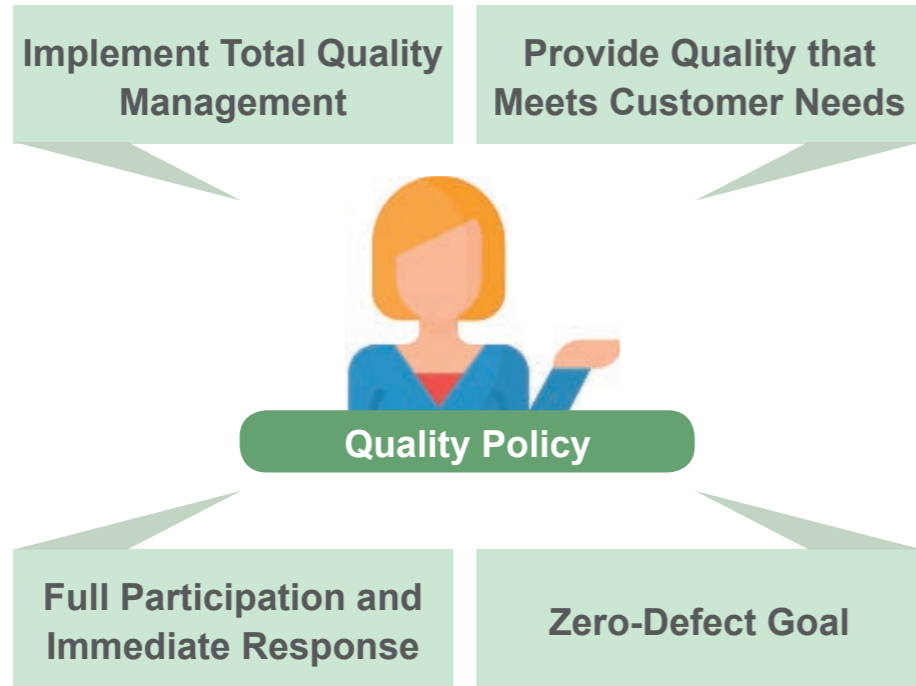 Implement Total Quality
Management
Provide Quality that
Meets Customer Needs
Quality Policy
Full Participation and
Immediate Response
Zero-Defect Goal